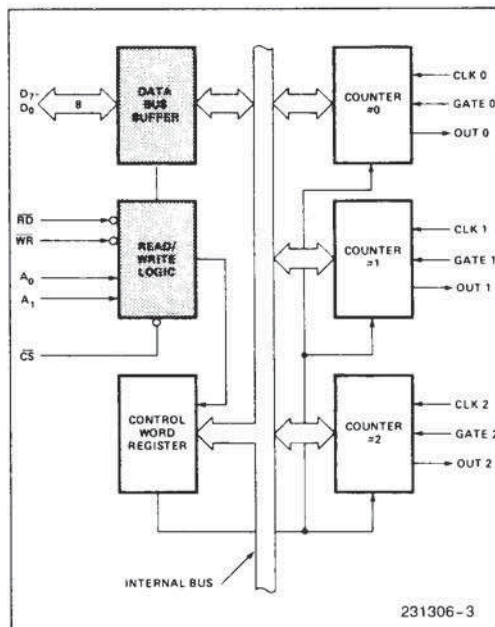 DATA
BUS
BUFFER
D7-
D0
8
COUNTER
#0
CLK 0
GATE 0
OUT 0
RD
WR
A0
A1
CS
READ/
WRITE
LOGIC
COUNTER
=1
CLK 1
GATE 1
OUT 1
CONTROL
WORD
REGISTER
COUNTER
=2
CLK 2
GATE 2
OUT 2
INTERNAL BUS
231306-3